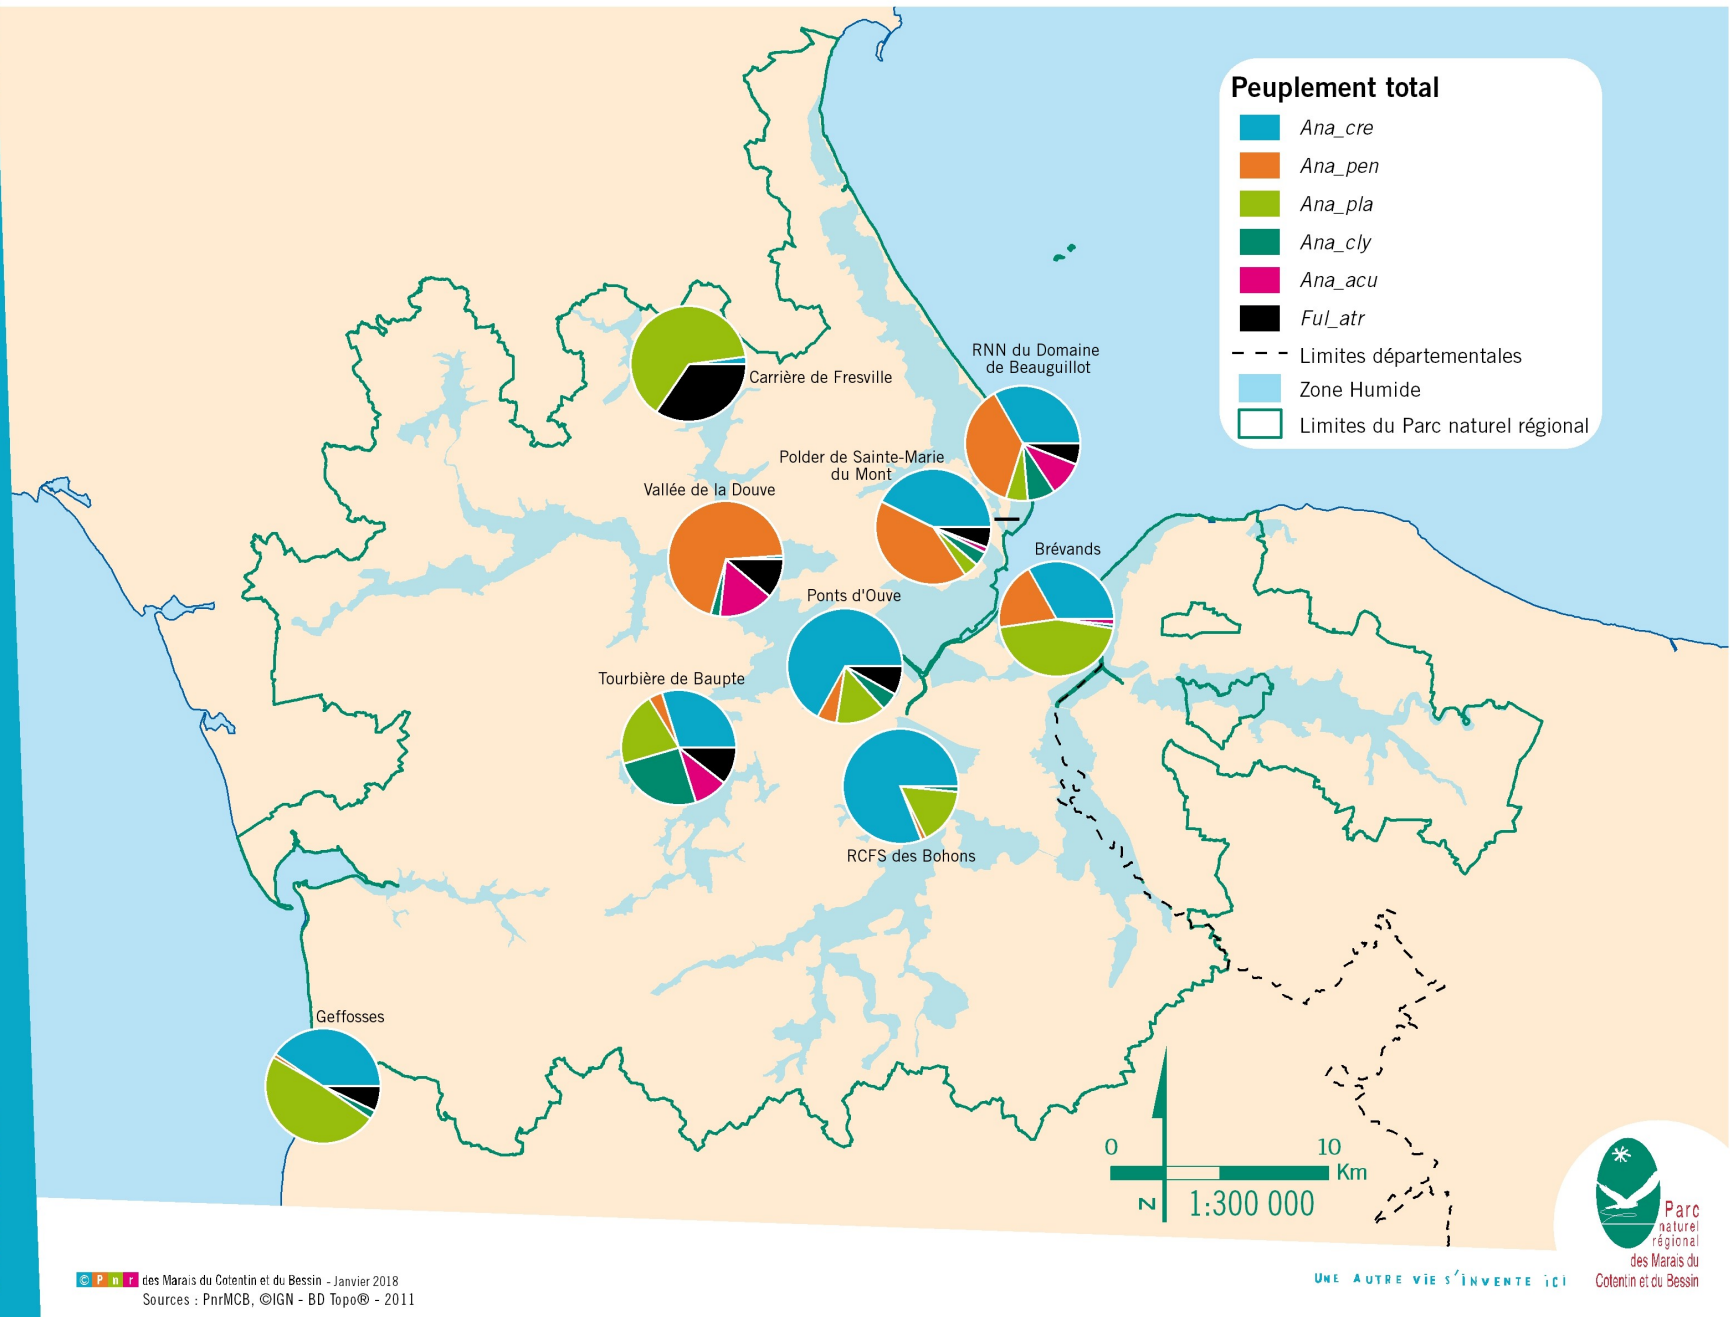 Peuplement total
Ana_cre
Ana_pen
Ana_pla
Ana_cly
Ana_acu
Ful_atr
Limites départementales
Zone Humide
Limites du Parc naturel régional
RNN du Domaine
de Beauguillot
Carrière de Fresville
Polder de Sainte-Marie
du Mont
Vallée de la Douve
Brévands
Ponts d'Ouve
Tourbière de Baupte
RCFS des Bohons
Geffosses
0
10
Km
N
1:300 000
Parc
naturel
régional
des Marais du
Cotentin et du Bessin
UNE AUTRE VIE S'INVENTE ICI
© P n r des Marais du Cotentin et du Bessin - Janvier 2018
Sources : PnrMCB, ©IGN - BD Topo® - 2011